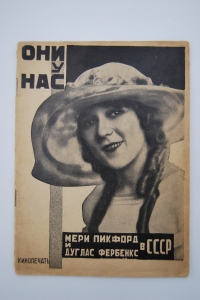 ОНИ
У
НАС
МЕРИ ПИКФОРД
И В СССР
ДУГЛАС ФЕРБЕНКС
КИНОПЕЧАТЬ